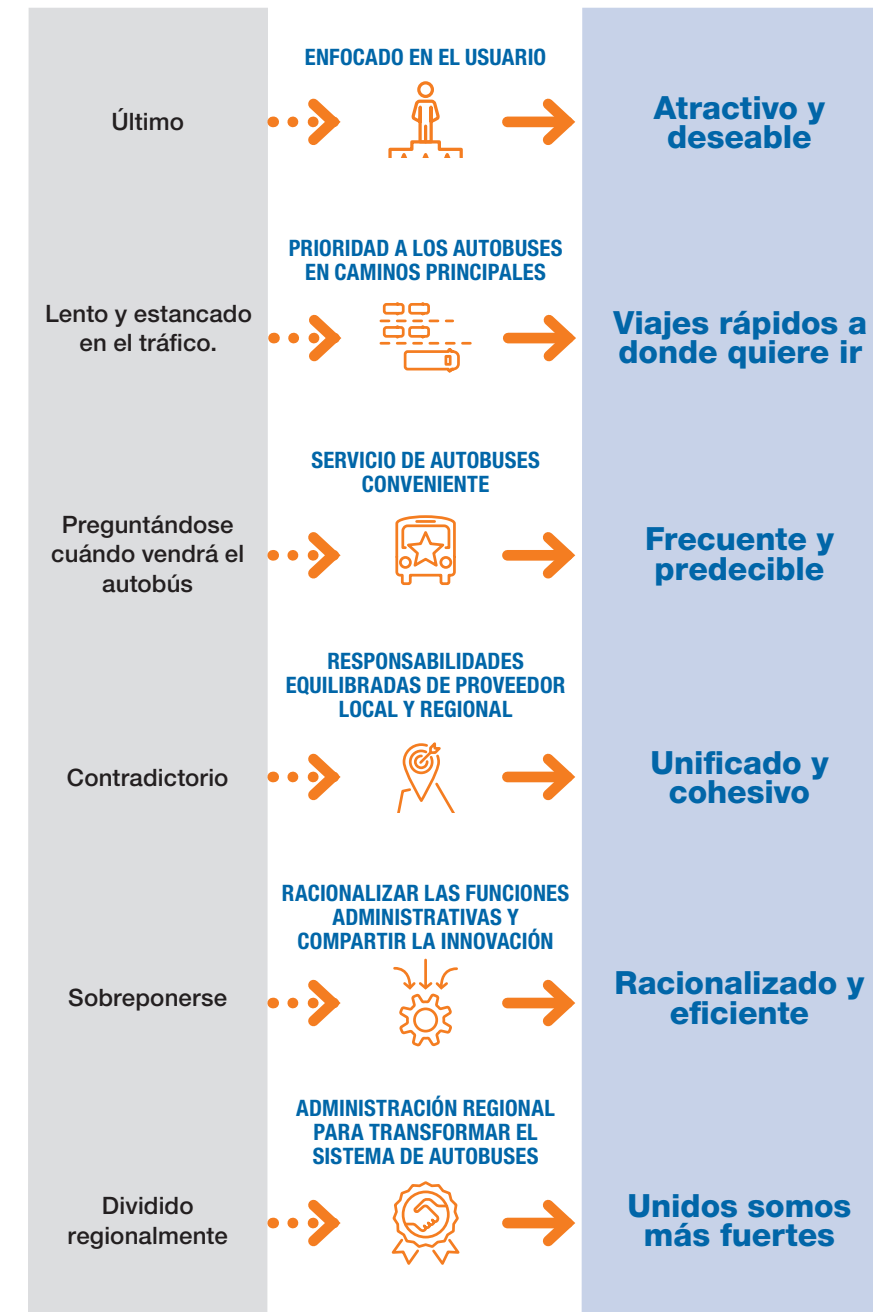 ENFOCADO EN EL USUARIO
Último
Atractivo y
deseable
PRIORIDAD A LOS AUTOBUSES
EN CAMINOS PRINCIPALES
Lento y estancado
en el tráfico.
Viajes rápidos a
donde quiere ir
SERVICIO DE AUTOBUSES
CONVENIENTE
Preguntándose
cuándo vendrá el
autobús
Frecuente y
predecible
RESPONSABILIDADES
EQUILIBRADAS DE PROVEEDOR
LOCAL Y REGIONAL
Contradictorio
Unificado y
cohesivo
RACIONALIZAR LAS FUNCIONES
ADMINISTRATIVAS Y
COMPARTIR LA INNOVACIÓN
Sobreponerse
Racionalizado y
eficiente
ADMINISTRACIÓN REGIONAL
PARA TRANSFORMAR EL
SISTEMA DE AUTOBUSES
Dividido
regionalmente
Unidos somos
más fuertes